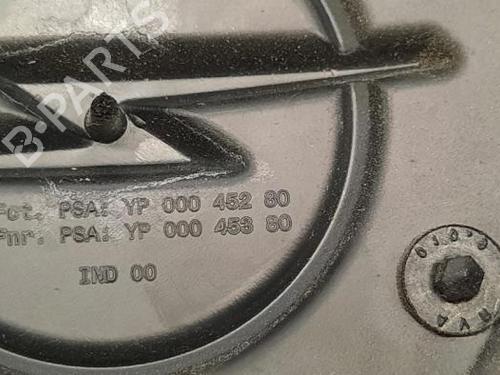 B-PARTS
Fct. PSA: YP 000 452 80
Fnr. PSA: YP 000 453 80
IND 00